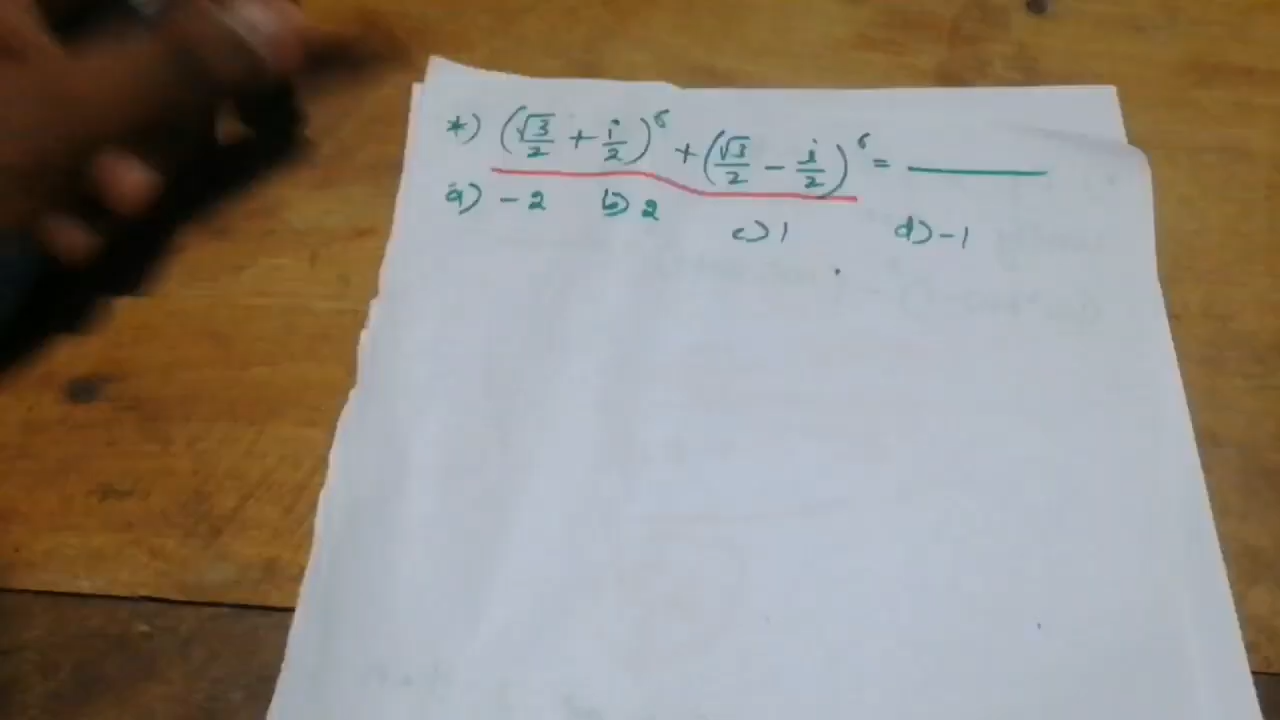 *) (√3/2 + i/2)⁶ + (√3/2 - i/2)⁶ = ______
a) -2 b) 2 c) 1 d) -1